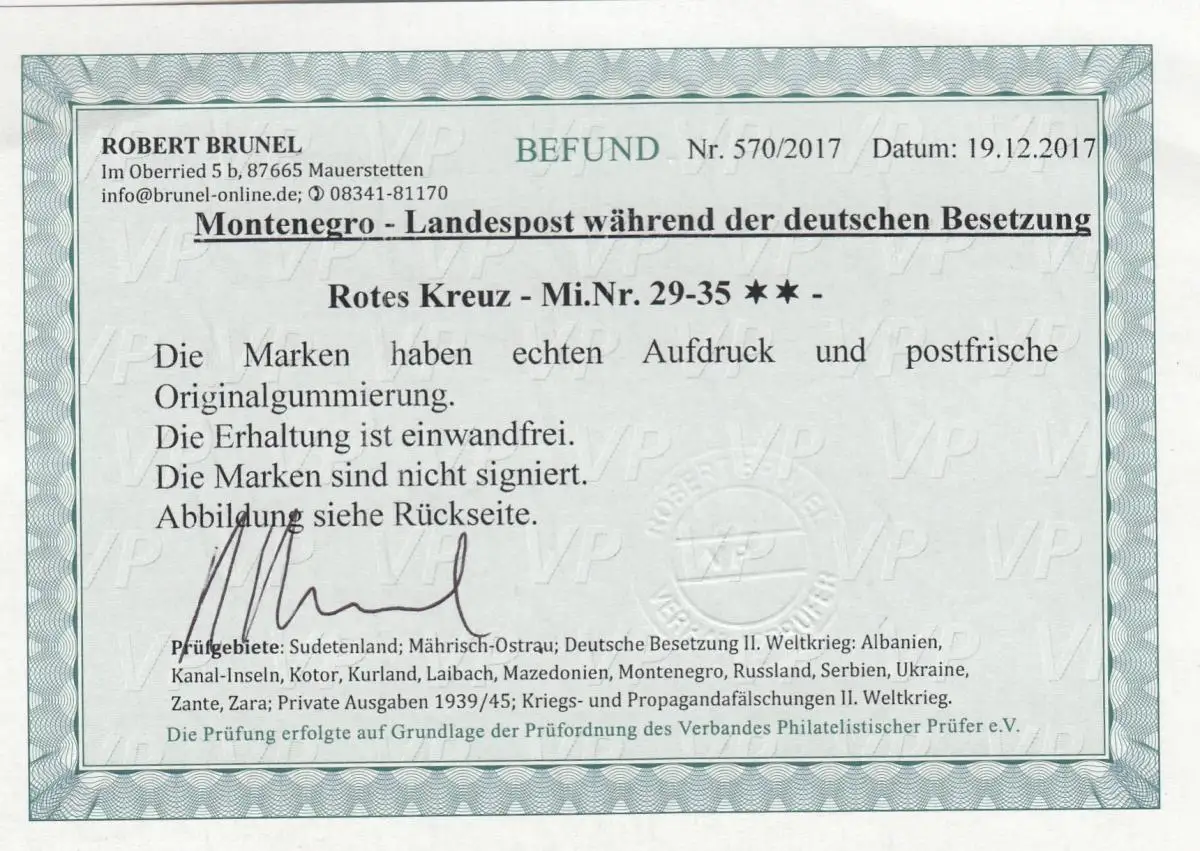 ROBERT BRUNEL
Im Oberried 5 b, 87665 Mauerstetten
info@brunel-online.de; ✆ 08341-81170
BEFUND Nr. 570/2017 Datum: 19.12.2017
Montenegro - Landespost während der deutschen Besetzung
Rotes Kreuz - Mi.Nr. 29-35 ✶✶ -
Die Marken haben echten Aufdruck und postfrische
Originalgummierung.
Die Erhaltung ist einwandfrei.
Die Marken sind nicht signiert.
Abbildung siehe Rückseite.
Prüfgebiete: Sudetenland; Mährisch-Ostrau; Deutsche Besetzung II. Weltkrieg: Albanien,
Kanal-Inseln, Kotor, Kurland, Laibach, Mazedonien, Montenegro, Russland, Serbien, Ukraine,
Zante, Zara; Private Ausgaben 1939/45; Kriegs- und Propagandafälschungen II. Weltkrieg.
Die Prüfung erfolgte auf Grundlage der Prüfordnung des Verbandes Philatelistischer Prüfer e.V.
VP